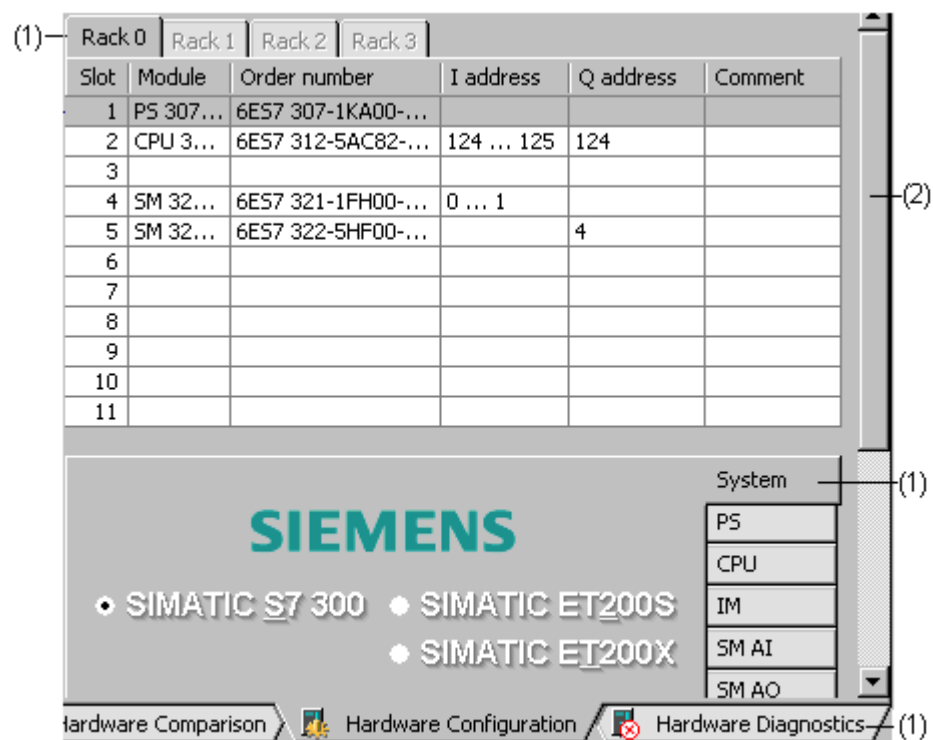 (1) Rack 0 Rack 1 Rack 2 Rack 3
Slot Module Order number I address Q address Comment
1 PS 307... 6ES7 307-1KA00-...
2 CPU 3... 6ES7 312-5AC82-... 124 ... 125 124
3
4 SM 32... 6ES7 321-1FH00-... 0 ... 1
(2)
5 SM 32... 6ES7 322-5HF00-... 4
6
7
8
9
10
11
System (1)
SIEMENS PS
CPU
SIMATIC S7 300 SIMATIC ET200S IM
SIMATIC ET200X SM AI
SM AO
Hardware Comparison Hardware Configuration Hardware Diagnostics (1)